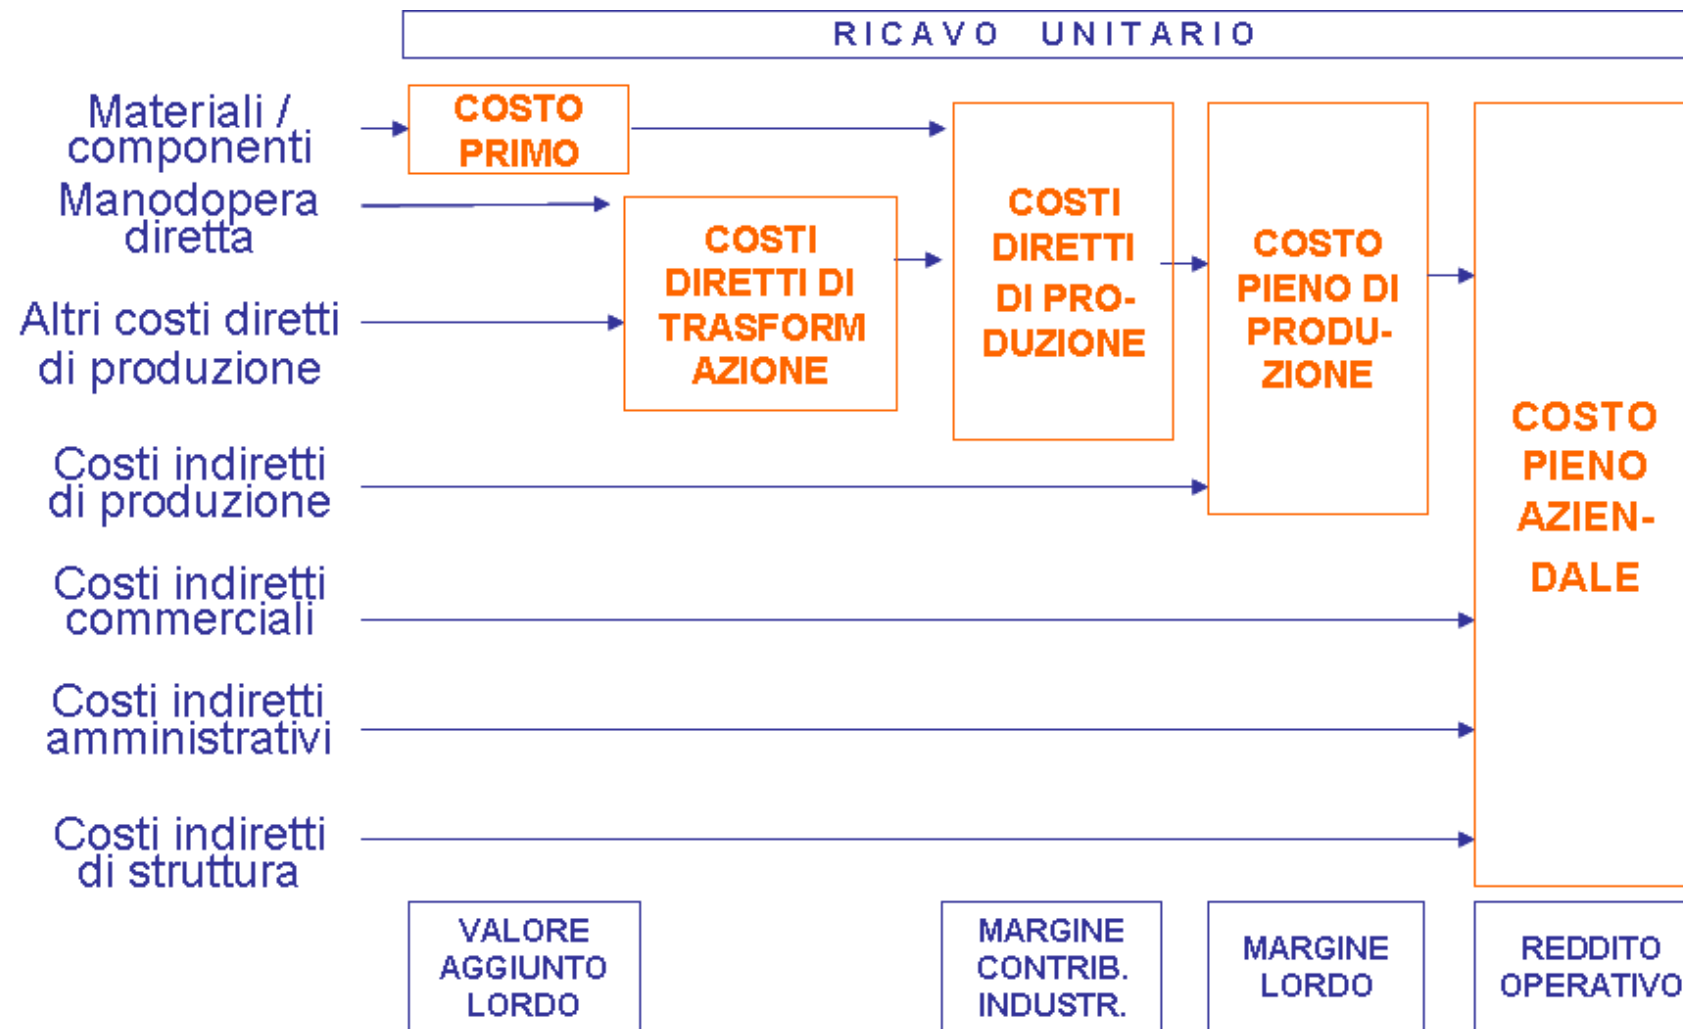 RICAVO UNITARIO
Materiali /
componenti
COSTO
PRIMO
Manodopera
diretta
Altri costi diretti
di produzione
COSTI
DIRETTI DI
TRASFORM
AZIONE
COSTI
DIRETTI
DI PRO-
DUZIONE
COSTO
PIENO DI
PRODU-
ZIONE
COSTO
PIENO
AZIEN-
DALE
Costi indiretti
di produzione
Costi indiretti
commerciali
Costi indiretti
amministrativi
Costi indiretti
di struttura
VALORE
AGGIUNTO
LORDO
MARGINE
CONTRIB.
INDUSTR.
MARGINE
LORDO
REDDITO
OPERATIVO